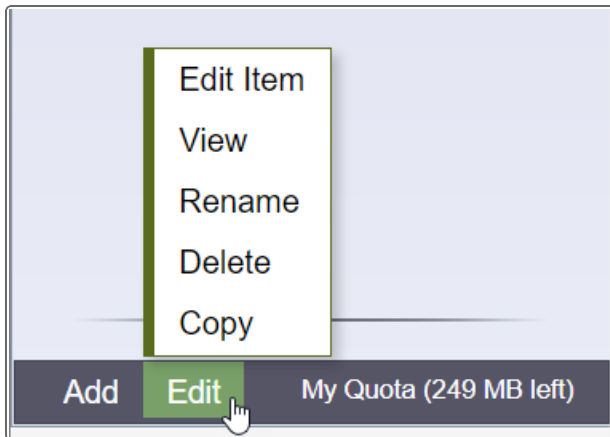 Edit Item
View
Rename
Delete
Copy
Add Edit My Quota (249 MB left)